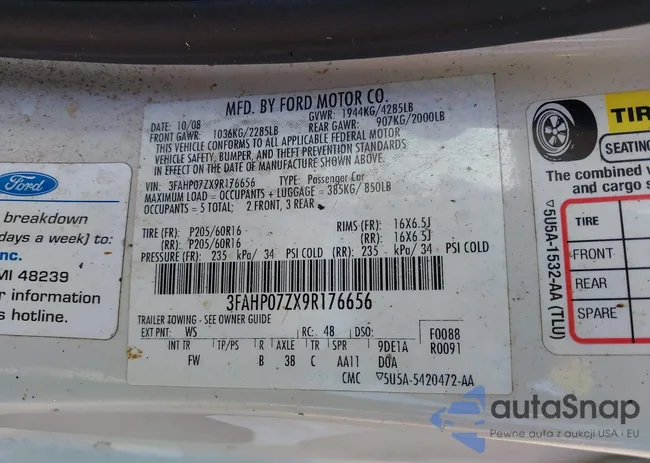 MFD. BY FORD MOTOR CO.
DATE: 10/08 GVWR: 1944KG/4285LB
FRONT GAWR: 1036KG/2285LB REAR GAWR: 907KG/2000LB
THIS VEHICLE CONFORMS TO ALL APPLICABLE FEDERAL MOTOR
VEHICLE SAFETY, BUMPER, AND THEFT PREVENTION STANDARDS
IN EFFECT ON THE DATE OF MANUFACTURE SHOWN ABOVE.
VIN: 3FAHP07ZX9R176656 TYPE: Passenger Car
MAXIMUM LOAD = OCCUPANTS + LUGGAGE = 385KG/850LB
OCCUPANTS = 5 TOTAL: 2 FRONT, 3 REAR
TIRE (FR): P205/60R16 RIMS (FR): 16X6.5J
(RR): P205/60R16 (RR): 16X6.5J
PRESSURE (FR): 235 kPa/ 34 PSI COLD (RR): 235 kPa/ 34 PSI COLD
3FAHP07ZX9R176656
TRAILER TOWING - SEE OWNER GUIDE
EXT PNT: WS RC: 48 DSO: F0088
INT TR TP/PS R AXLE TR SPR 9DE1A R0091
FW B 38 C AA11 D0A
CMC ▽5U5A-5420472-AA
Ford
breakdown
days a week) to:
nc.
MI 48239
r information
s hotline.
TIR
SEATING
The combined
and cargo s
TIRE
FRONT
REAR
SPARE
▽5U5A-1532-AA (TLU)
autoSnap
Pewne auta z aukcji USA i EU